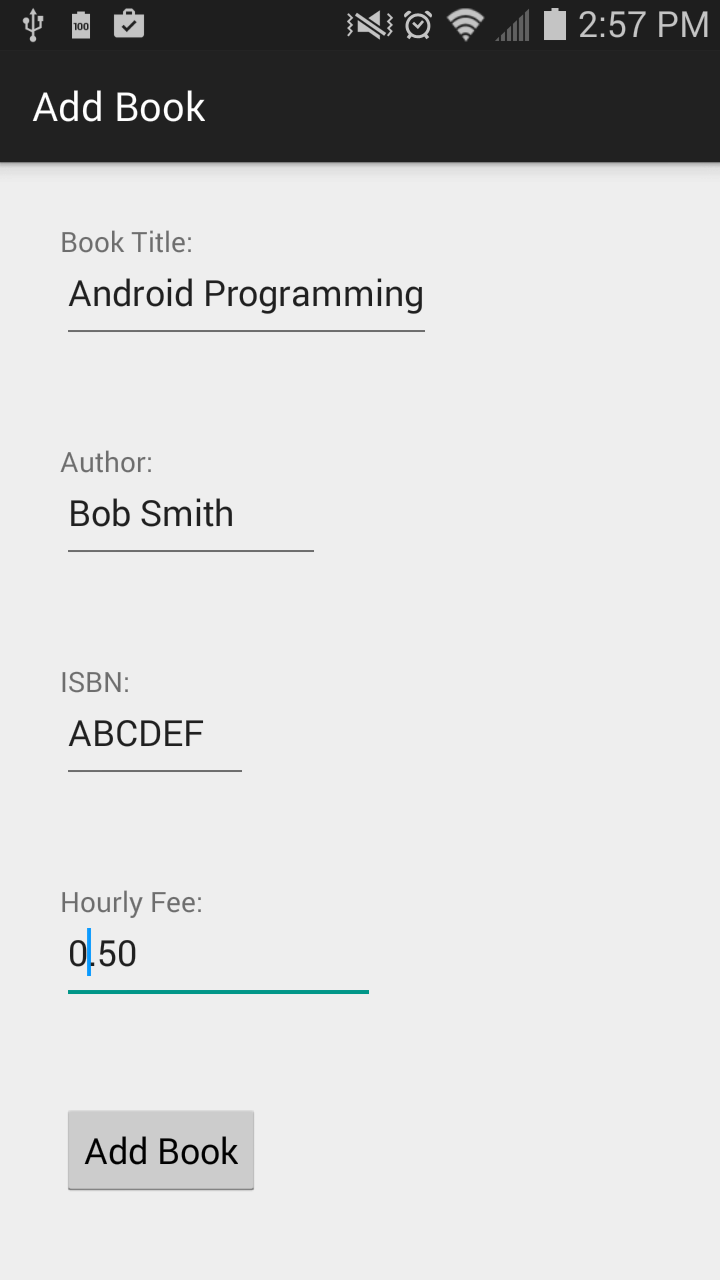 100
2:57 PM
Add Book
Book Title:
Android Programming
Author:
Bob Smith
ISBN:
ABCDEF
Hourly Fee:
0.50
Add Book